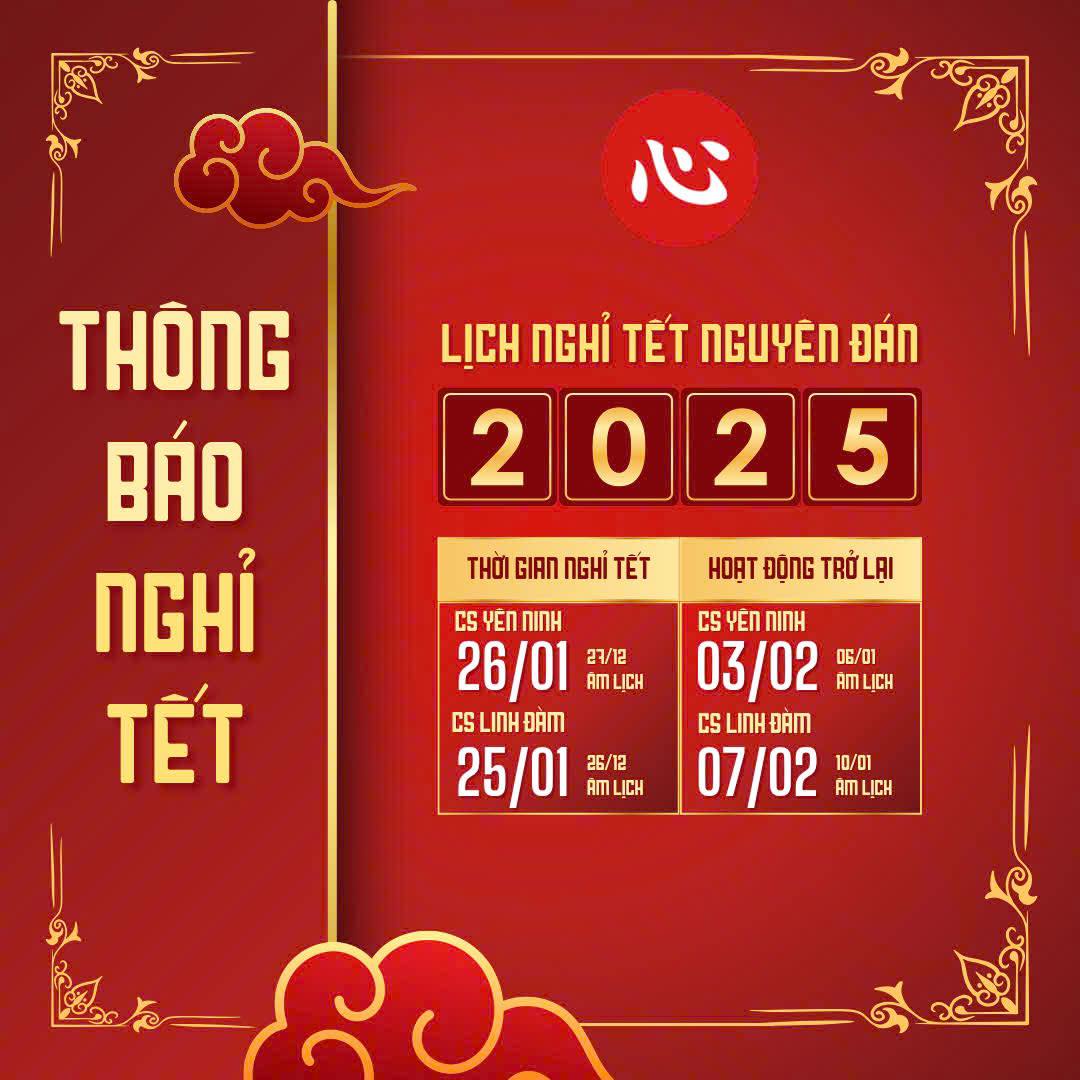 THÔNG
BÁO
NGHỈ
TẾT
心
LỊCH NGHỈ TẾT NGUYÊN ĐÁN
2025
THỜI GIAN NGHỈ TẾT
HOẠT ĐỘNG TRỞ LẠI
CS YÊN NINH
26/01
27/12
ÂM LỊCH
CS LINH ĐÀM
25/01
26/12
ÂM LỊCH
CS YÊN NINH
03/02
06/01
ÂM LỊCH
CS LINH ĐÀM
07/02
10/01
ÂM LỊCH